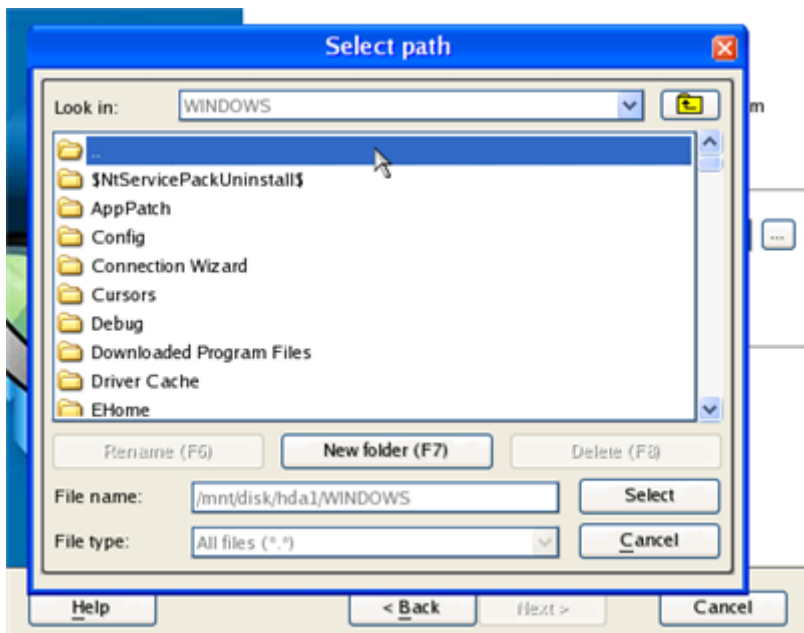 Select path
Look in: WINDOWS
m
..
$NtServicePackUninstall$
AppPatch
Config
...
Connection Wizard
Cursors
Debug
Downloaded Program Files
Driver Cache
EHome
Rename (F6) New folder (F7) Delete (F8)
File name: /mnt/disk/hda1/WINDOWS Select
File type: All files (*.*) Cancel
Help < Back Next > Cancel